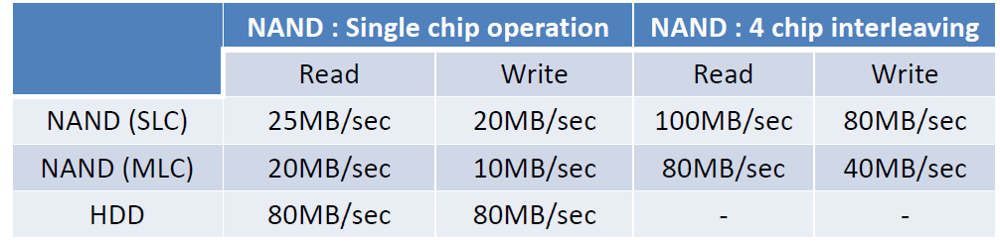 NAND : Single chip operation NAND : 4 chip interleaving
Read Write Read Write
NAND (SLC) 25MB/sec 20MB/sec 100MB/sec 80MB/sec
NAND (MLC) 20MB/sec 10MB/sec 80MB/sec 40MB/sec
HDD 80MB/sec 80MB/sec - -